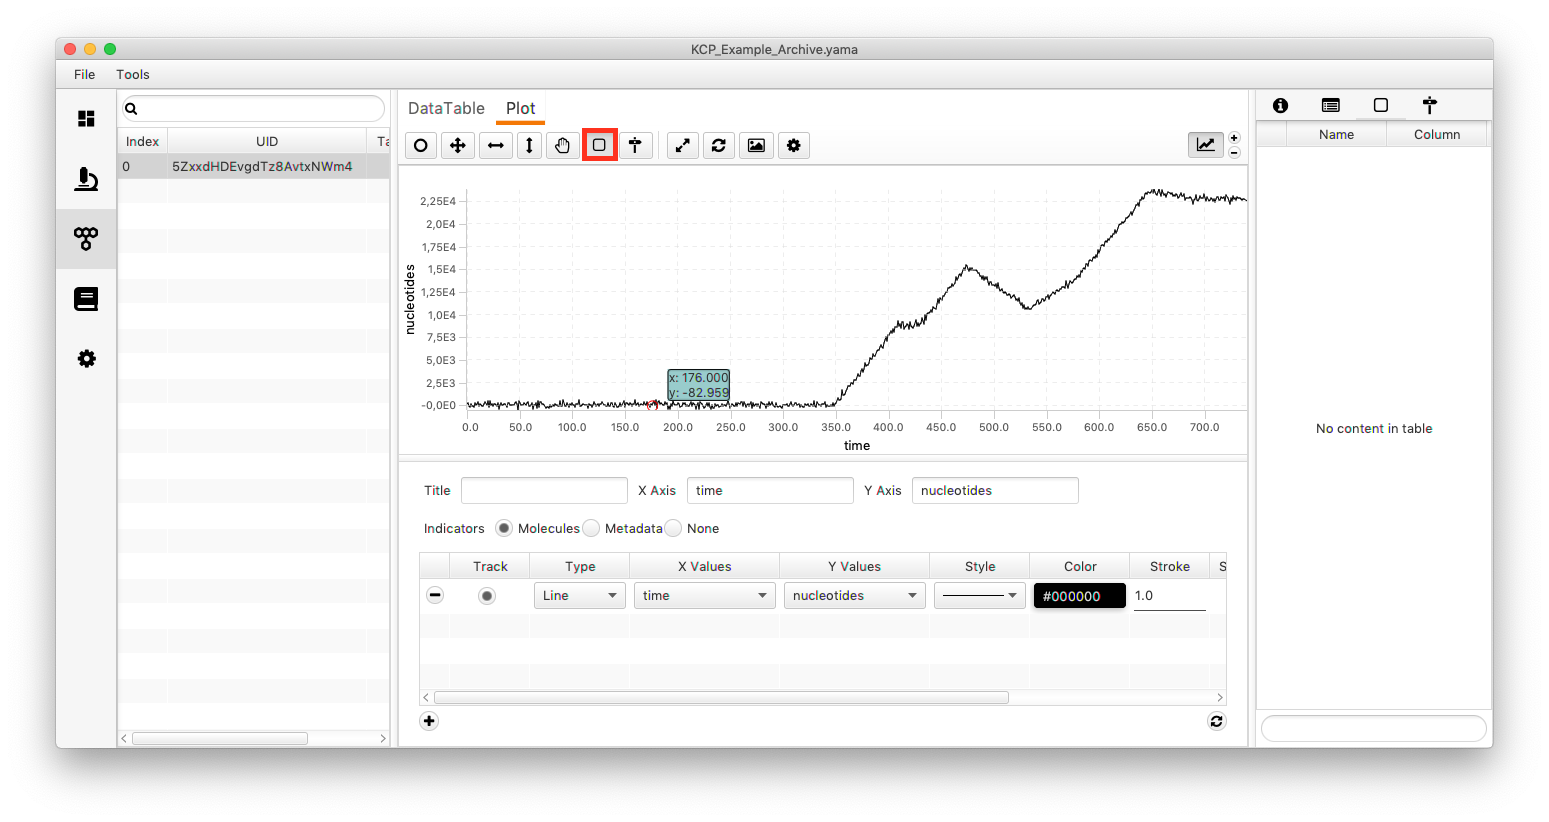 KCP_Example_Archive.yama
File Tools
Index UID Ta
0 5ZxxdHDEvgdTz8AvtxNWm4
DataTable Plot
2,25E4
2,0E4
1,75E4
1,5E4
1,25E4
1,0E4
7,5E3
5,0E3
2,5E3
-0,0E0
nucleotides
x: 176.000
y: -82.959
0.0 50.0 100.0 150.0 200.0 250.0 300.0 350.0 400.0 450.0 500.0 550.0 600.0 650.0 700.0
time
Title X Axis time Y Axis nucleotides
Indicators Molecules Metadata None
Track Type X Values Y Values Style Color Stroke S
Line time nucleotides #000000 1.0
Name Column
No content in table